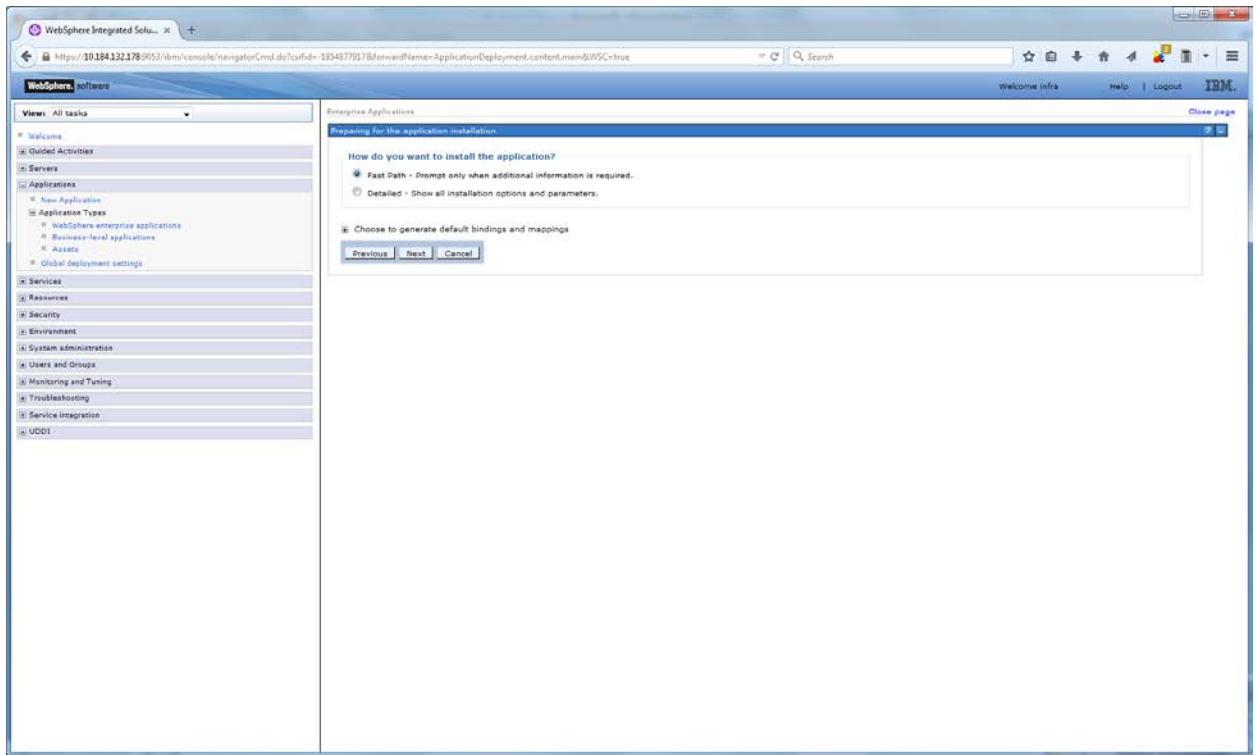 WebSphere Integrated Solu... ×
https://10.184.132.178:9053/ibm/console/navigatorCmd.do?csrfid=-1854877917&forwardName=ApplicationDeployment.content.main&WSC=true
Search
WebSphere. software
Welcome infra
Help | Logout
IBM.
View: All tasks
Welcome
Guided Activities
Servers
Applications
New Application
Application Types
WebSphere enterprise applications
Business-level applications
Assets
Global deployment settings
Services
Resources
Security
Environment
System administration
Users and Groups
Monitoring and Tuning
Troubleshooting
Service integration
UDDI
Enterprise Applications
Close page
Preparing for the application installation
? -
How do you want to install the application?
Fast Path - Prompt only when additional information is required.
Detailed - Show all installation options and parameters.
Choose to generate default bindings and mappings
Previous Next Cancel